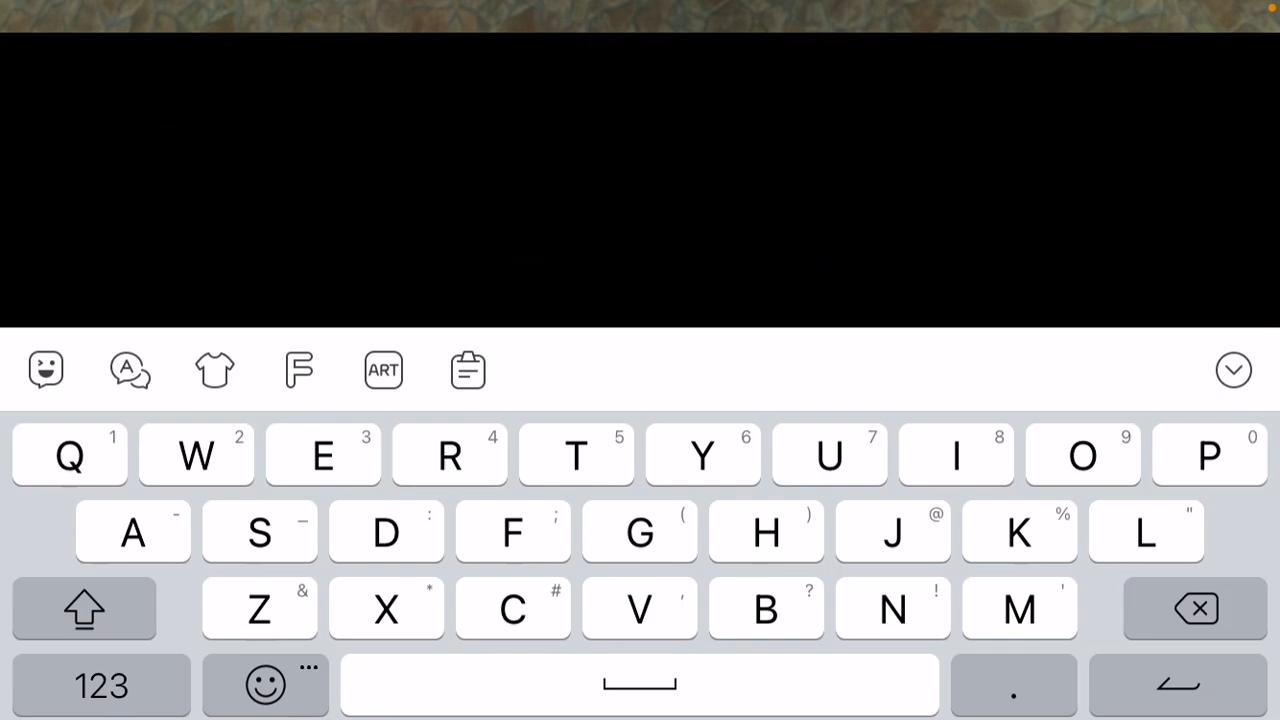 A F ART
Q 1 W 2 E 3 R 4 T 5 Y 6 U 7 I 8 O 9 P 0
A - S _ D : F ; G ( H ) J @ K % L "
Z & X * C # V , B ? N ! M '
123 ... .